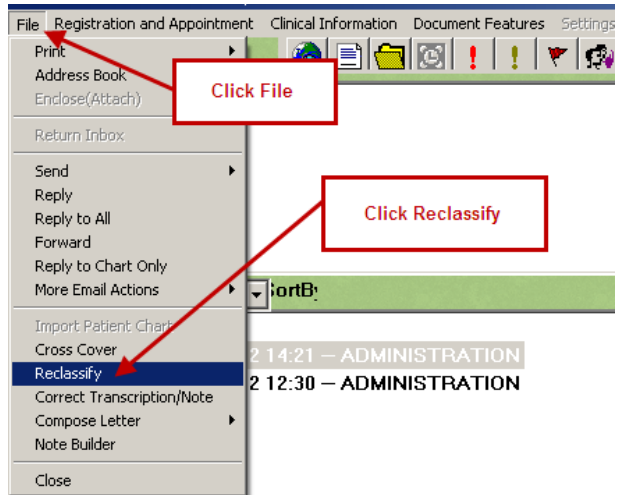 File Registration and Appointment Clinical Information Document Features Settings
Print
Address Book
Click File
Enclose(Attach)
Return Inbox
Send
Reply
Click Reclassify
Reply to All
Forward
Reply to Chart Only
More Email Actions
SortBy
Import Patient Chart
Cross Cover
2 14:21 – ADMINISTRATION
Reclassify
2 12:30 – ADMINISTRATION
Correct Transcription/Note
Compose Letter
Note Builder
Close